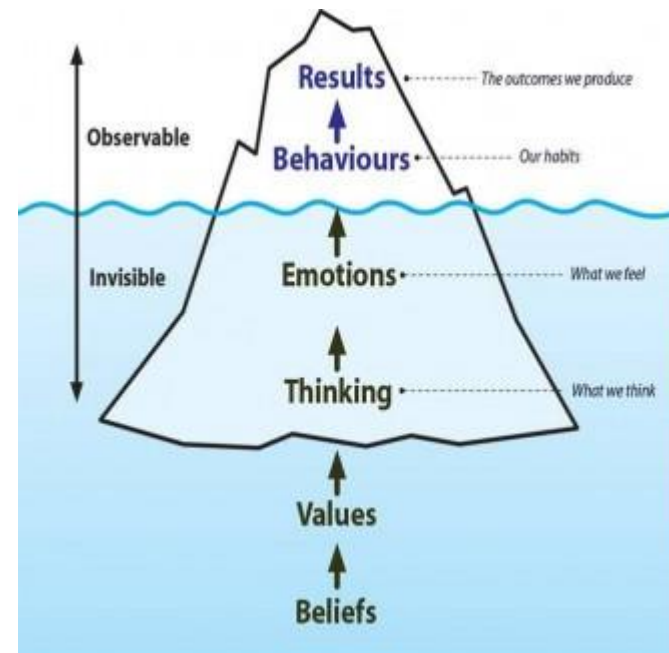 Results
The outcomes we produce
Observable
Behaviours
Our habits
Invisible
Emotions
What we feel
Thinking
What we think
Values
Beliefs